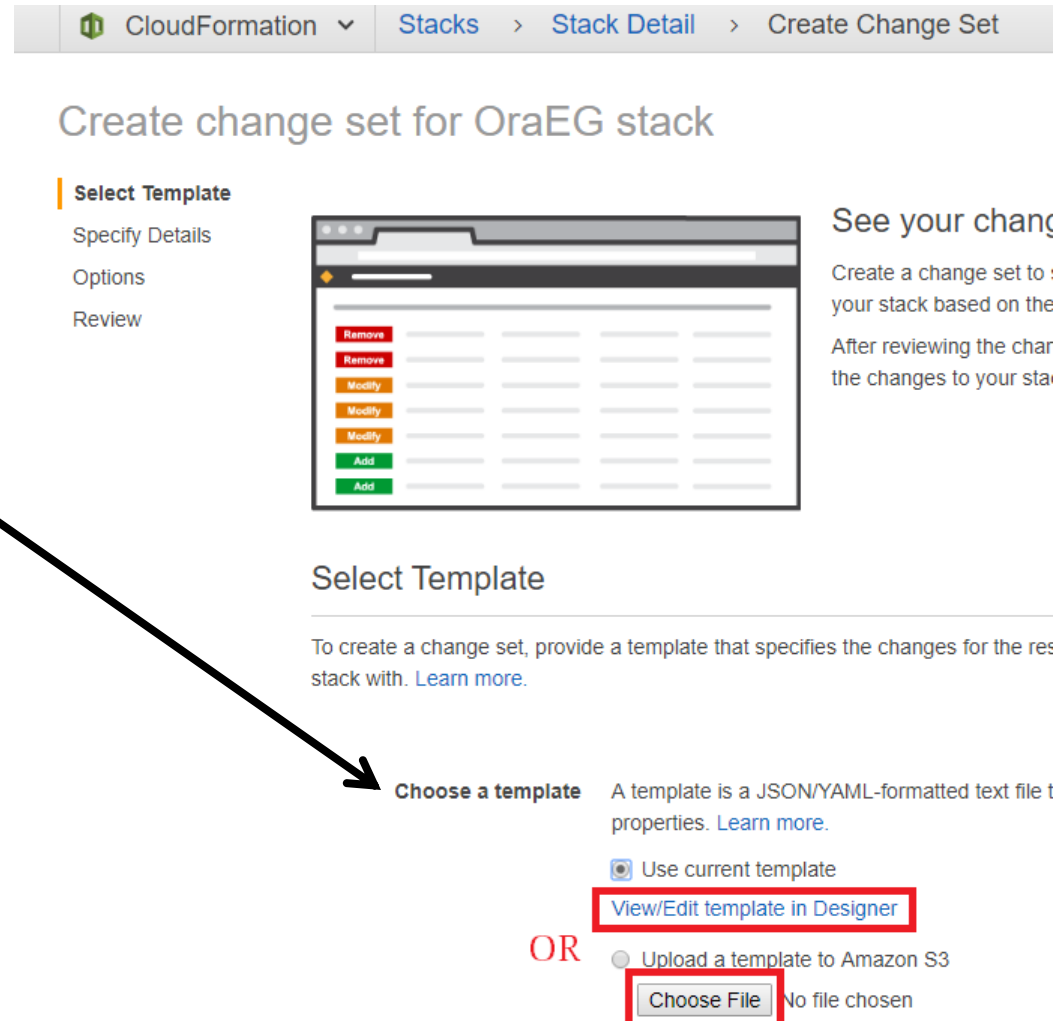 CloudFormation Stacks > Stack Detail > Create Change Set
Create change set for OraEG stack
Select Template
Specify Details
Options
Review
Remove
Remove
Modify
Modify
Modify
Add
Add
See your chang
Create a change set to
your stack based on the
After reviewing the char
the changes to your sta
Select Template
To create a change set, provide a template that specifies the changes for the res
stack with. Learn more.
Choose a template A template is a JSON/YAML-formatted text file t
properties. Learn more.
Use current template
View/Edit template in Designer
OR
Upload a template to Amazon S3
Choose File No file chosen